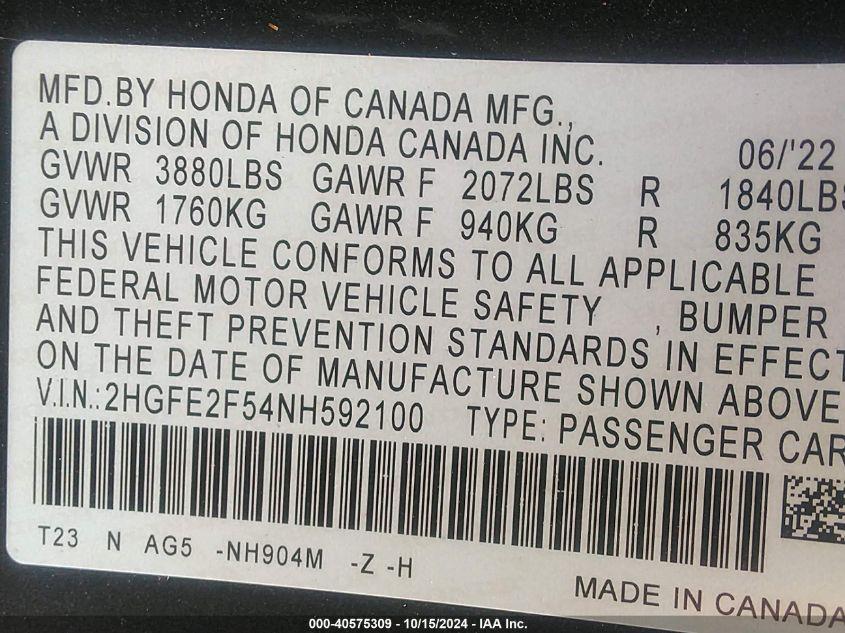 MFD.BY HONDA OF CANADA MFG.,
A DIVISION OF HONDA CANADA INC. 06/'22
GVWR 3880LBS GAWR F 2072LBS R 1840LBS
GVWR 1760KG GAWR F 940KG R 835KG
THIS VEHICLE CONFORMS TO ALL APPLICABLE
FEDERAL MOTOR VEHICLE SAFETY , BUMPER
AND THEFT PREVENTION STANDARDS IN EFFECT
ON THE DATE OF MANUFACTURE SHOWN ABOVE
V.I.N.:2HGFE2F54NH592100 TYPE: PASSENGER CAR
T23 N AG5 -NH904M -Z -H
MADE IN CANADA
000-40575309 - 10/15/2024 - IAA Inc.